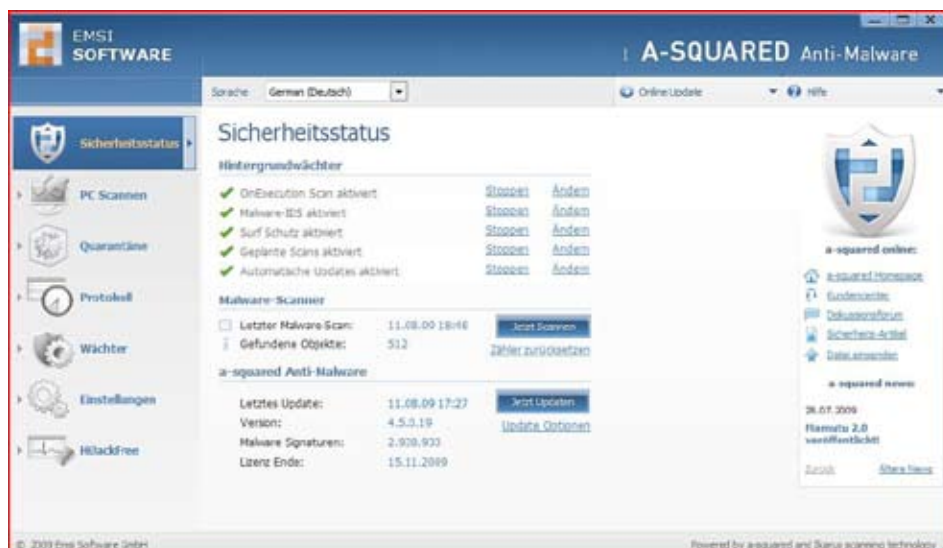 EMSI
SOFTWARE
A-SQUARED Anti-Malware
Sprache German (Deutsch)
Online Update
Hilfe
Sicherheitsstatus
PC Scannen
Quarantäne
Protokoll
Wächter
Einstellungen
HiJackFree
Sicherheitsstatus
Hintergrundwächter
OnExecution Scan aktiviert Stoppen Ändern
Malware-IDS aktiviert Stoppen Ändern
Surf Schutz aktiviert Stoppen Ändern
Geplante Scans aktiviert Stoppen Ändern
Automatische Updates aktiviert Stoppen Ändern
Malware-Scanner
Letzter Malware-Scan: 11.08.09 18:46 Jetzt Scannen
Gefundene Objekte: 512 Zähler zurücksetzen
a-squared Anti-Malware
Letztes Update: 11.08.09 17:27 Jetzt Updaten
Version: 4.5.0.19 Update Optionen
Malware Signaturen:
Lizenz Ende: 15.11.2009
a-squared online:
a-squared Homepage
Kundencenter
Diskussionsforum
Sicherheits-Artikel
Datei einsenden
a-squared news:
28.07.2009
Mamutu 2.0
veröffentlicht!
Zurück Ältere News
© 2009 Emsi Software GmbH
Powered by a-squared and Ikarus scanning technology